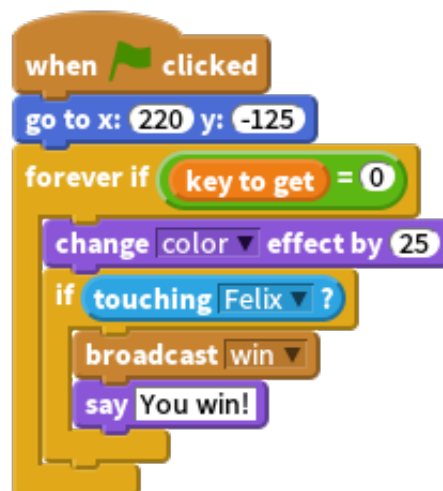 when clicked
go to x: 220 y: -125
forever if key to get = 0
change color effect by 25
if touching Felix ?
broadcast win
say You win!